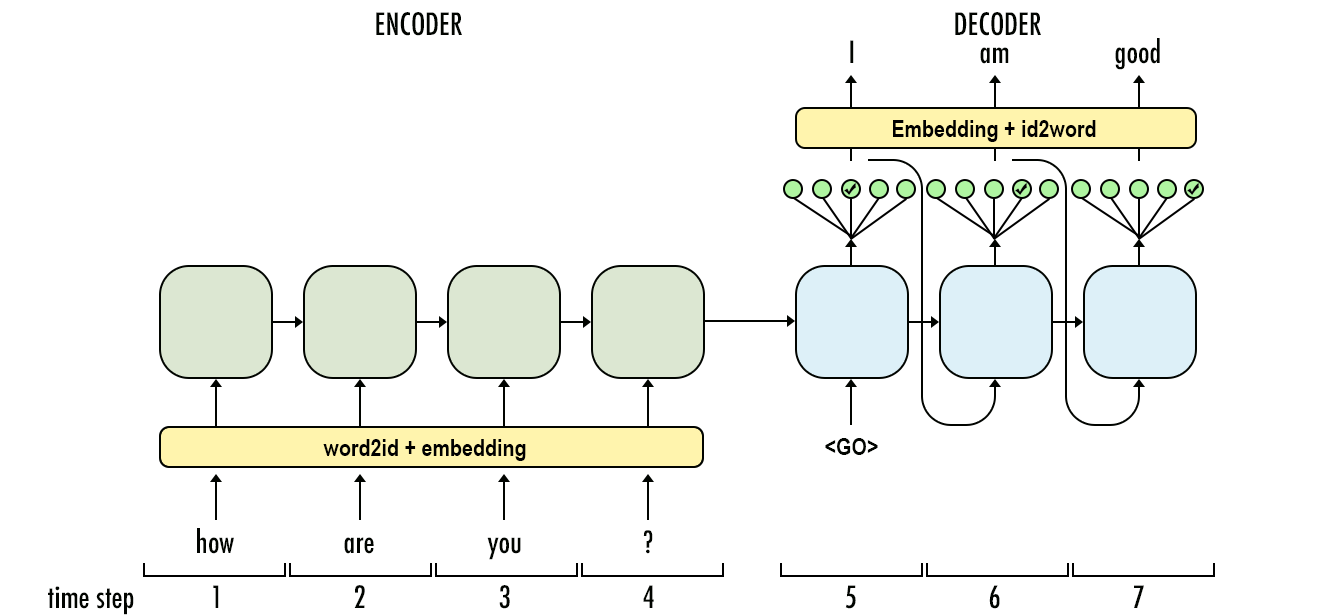 ENCODER
DECODER
I am good
Embedding + id2word
<GO>
word2id + embedding
how are you ?
time step 1 2 3 4 5 6 7